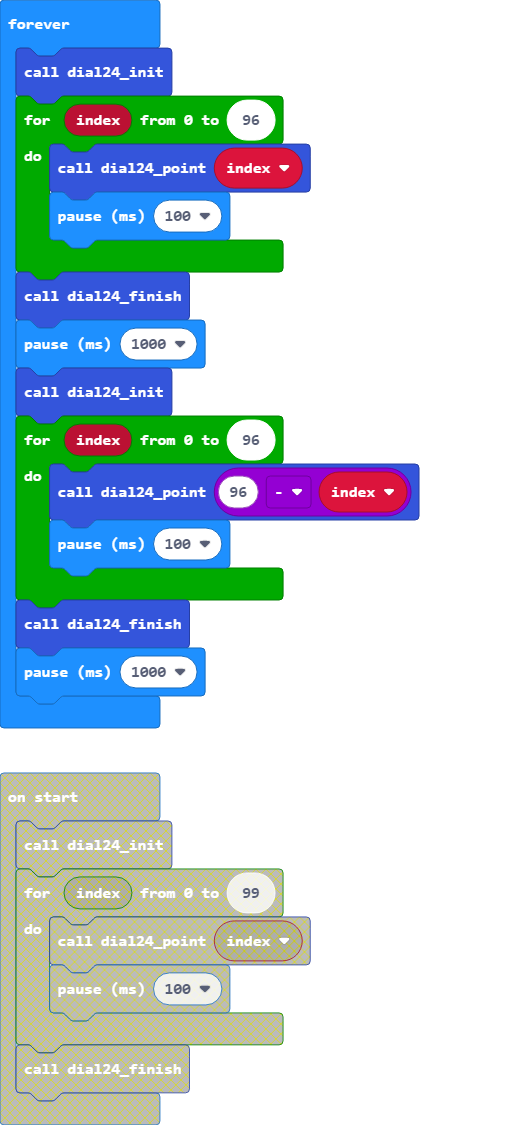 forever
call dial24_init
for index from 0 to 96
do
call dial24_point index
pause (ms) 100
call dial24_finish
pause (ms) 1000
call dial24_init
for index from 0 to 96
do
call dial24_point 96 - index
pause (ms) 100
call dial24_finish
pause (ms) 1000
on start
call dial24_init
for index from 0 to 99
do
call dial24_point index
pause (ms) 100
call dial24_finish